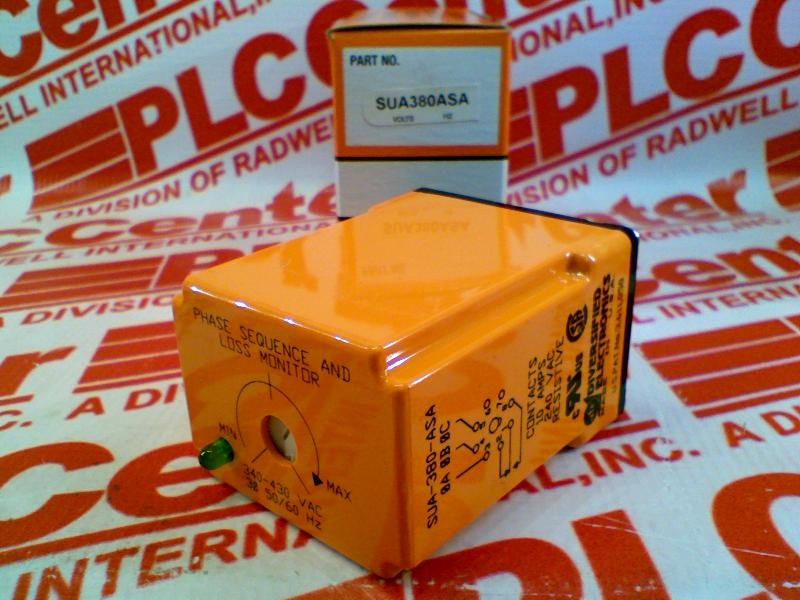 Center
PLCCenter
RADWELL INTERNATIONAL, INC.
A DIVISION OF RADWELL
PART NO.
SUA380ASA
VOLTS HZ
PHASE SEQUENCE AND
LOSS MONITOR
MIN
MAX
340-430 VAC
3Ø 50/60 HZ
SUA-380-ASA
ØA ØB ØC
CONTACTS
10 AMPS
240 VAC
RESISTIVE
DIVERSIFIED
ELECTRONICS
U.S.A.